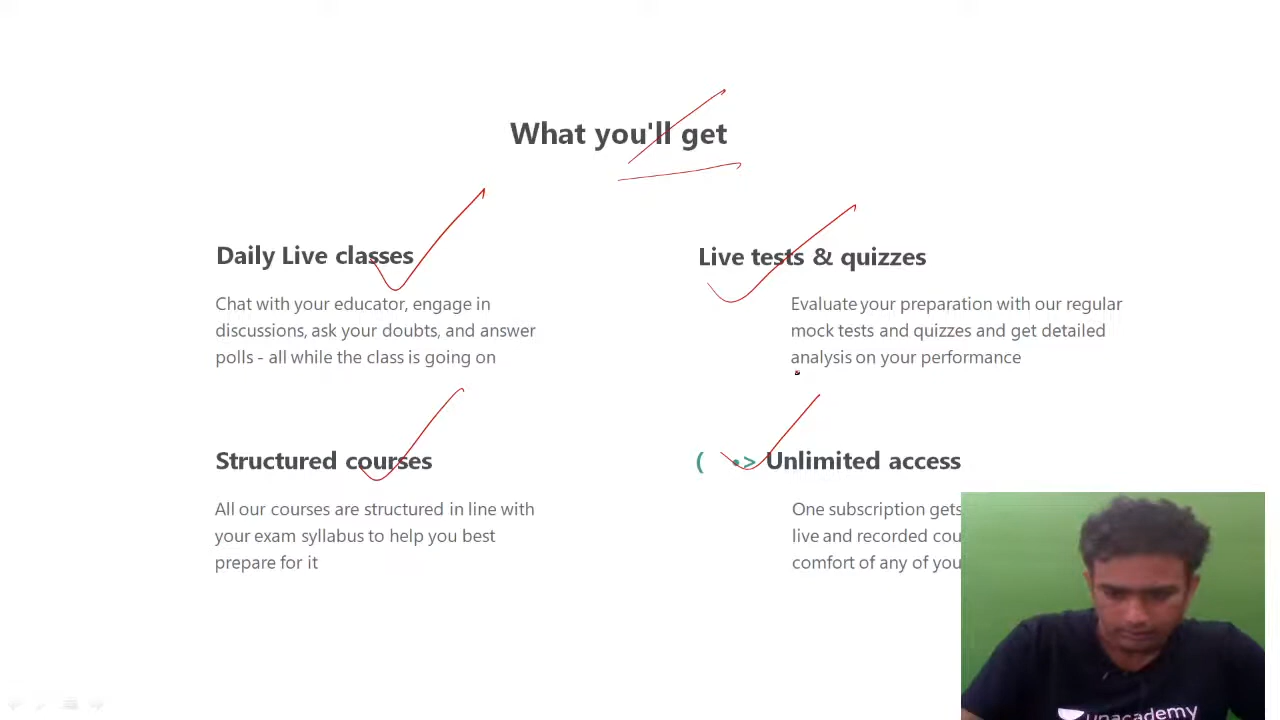 What you'll get
Daily Live classes
Chat with your educator, engage in
discussions, ask your doubts, and answer
polls - all while the class is going on
Live tests & quizzes
Evaluate your preparation with our regular
mock tests and quizzes and get detailed
analysis on your performance
Structured courses
All our courses are structured in line with
your exam syllabus to help you best
prepare for it
( •> Unlimited access
One subscription gets
live and recorded cou
comfort of any of you
unacademy